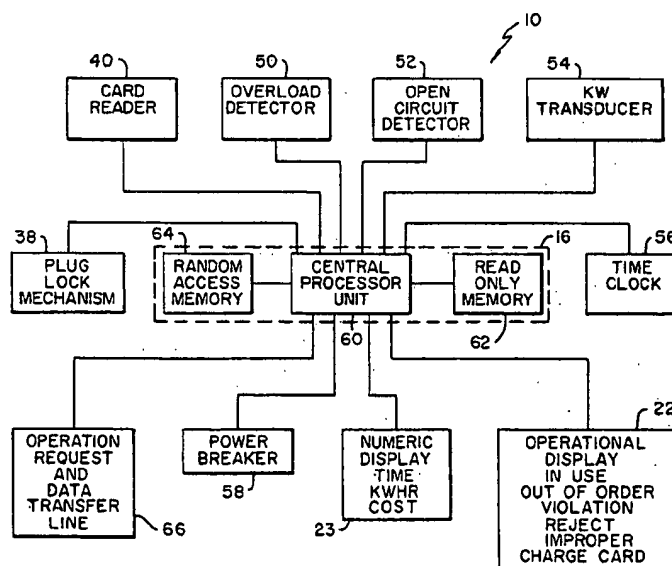 10
40
50
52
54
CARD
READER
OVERLOAD
DETECTOR
OPEN
CIRCUIT
DETECTOR
KW
TRANSDUCER
38
64
16
56
PLUG
LOCK
MECHANISM
RANDOM
ACCESS
MEMORY
CENTRAL
PROCESSOR
UNIT
READ
ONLY
MEMORY
TIME
CLOCK
60
62
22
OPERATION
REQUEST
AND
DATA
TRANSFER
LINE
66
POWER
BREAKER
58
NUMERIC
DISPLAY
TIME
KWHR
COST
23
OPERATIONAL
DISPLAY
IN USE
OUT OF ORDER
VIOLATION
REJECT
IMPROPER
CHARGE CARD